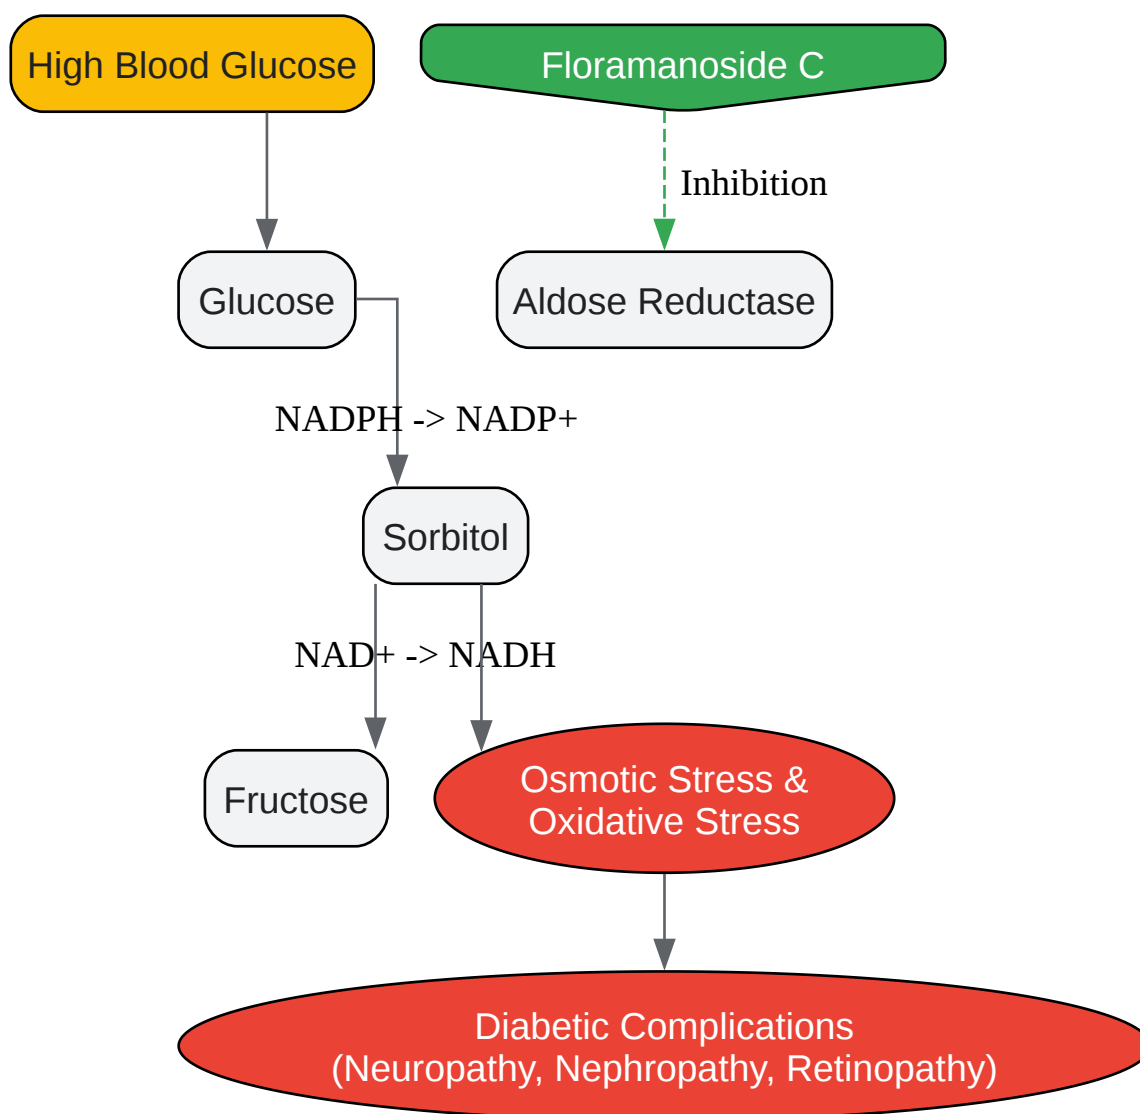 High Blood Glucose
Floramanoside C
Inhibition
Glucose
Aldose Reductase
NADPH -> NADP+
Sorbitol
NAD+ -> NADH
Fructose
Osmotic Stress &
Oxidative Stress
Diabetic Complications
(Neuropathy, Nephropathy, Retinopathy)